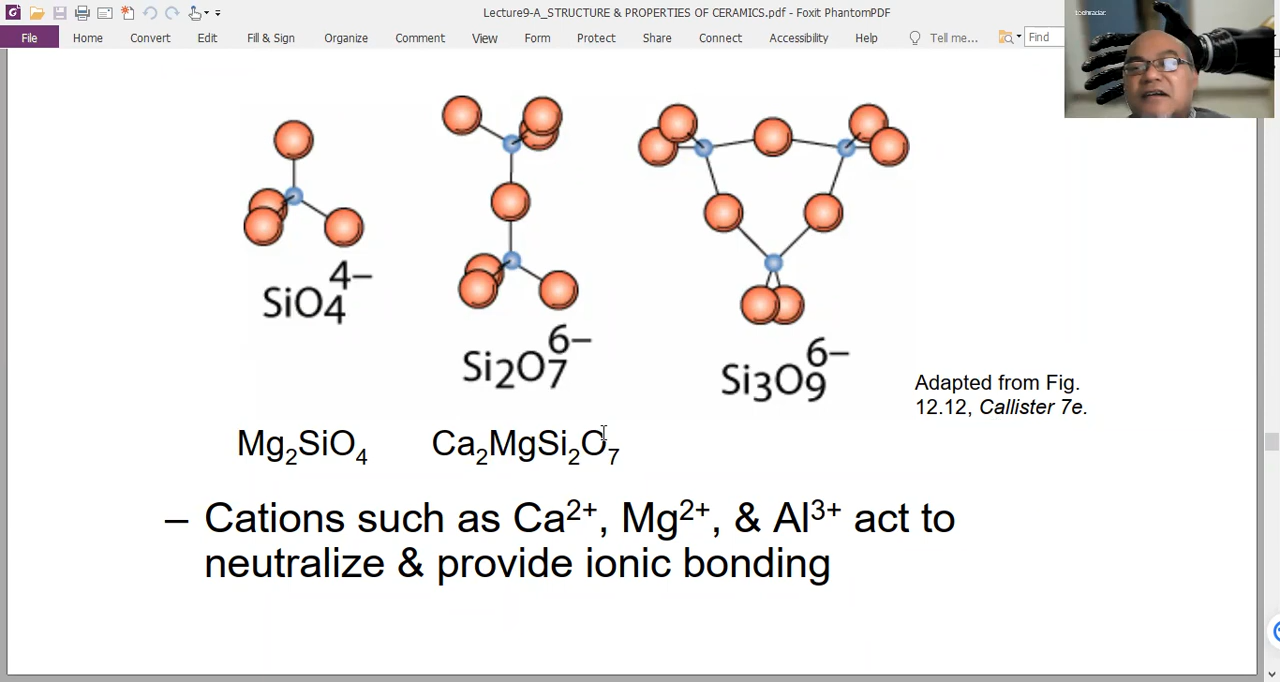 Lecture9-A_STRUCTURE & PROPERTIES OF CERAMICS.pdf - Foxit PhantomPDF
File Home Convert Edit Fill & Sign Organize Comment View Form Protect Share Connect Accessibility Help Tell me... Find
techradar.
SiO4 4–
Si2O7 6–
Si3O9 6–
Adapted from Fig.
12.12, Callister 7e.
Mg₂SiO₄ Ca₂MgSi₂O₇
– Cations such as Ca²⁺, Mg²⁺, & Al³⁺ act to
neutralize & provide ionic bonding